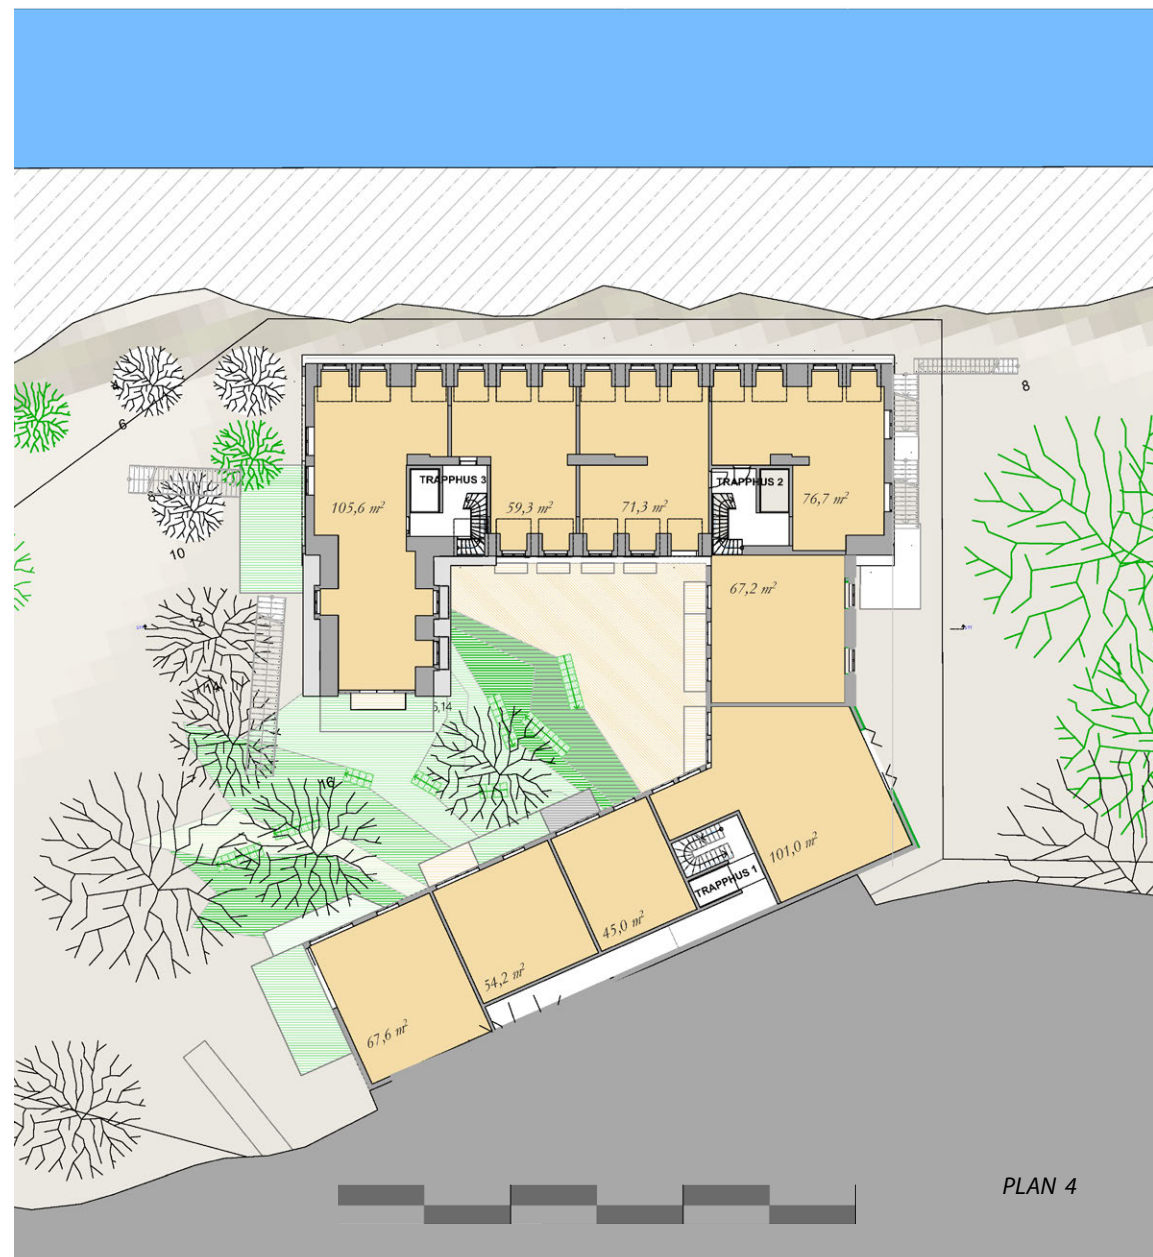 4
6
8
8
TRAPPHUS 3
TRAPPHUS 2
105,6 m²
59,3 m²
71,3 m²
76,7 m²
10
67,2 m²
12
14
5,14
16
101,0 m²
TRAPPHUS 1
45,0 m²
54,2 m²
67,6 m²
PLAN 4